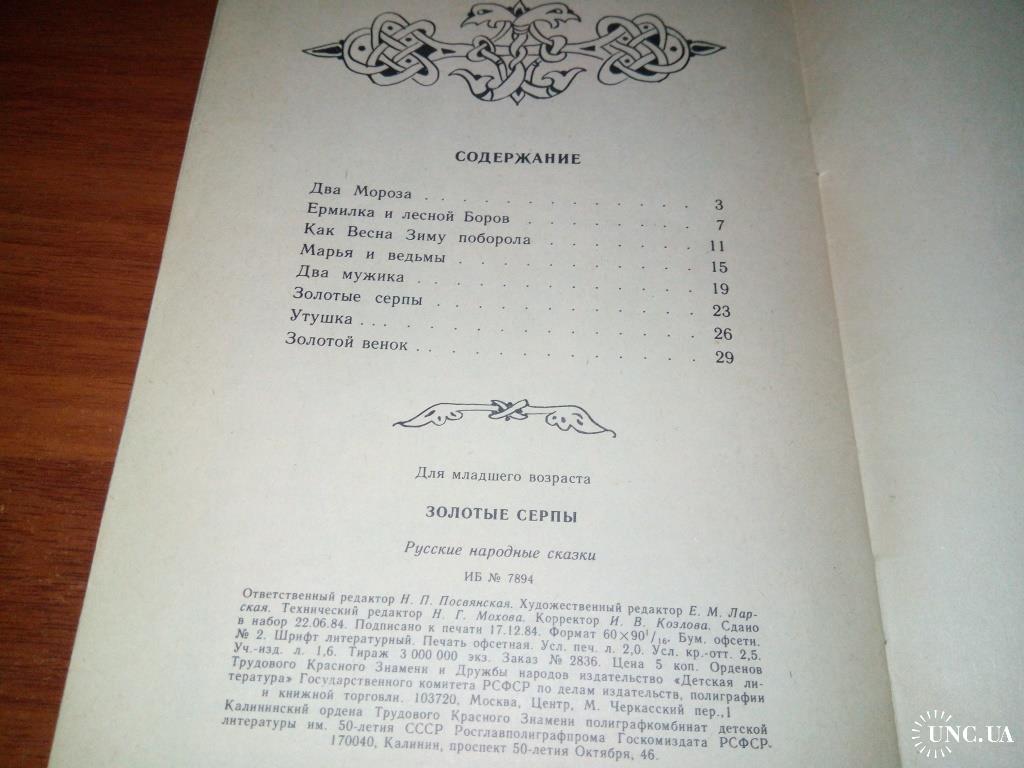 СОДЕРЖАНИЕ
Два Мороза . . . . . . . . . . . . . 3
Ермилка и лесной Боров . . . . . . . . 7
Как Весна Зиму поборола . . . . . . . . 11
Марья и ведьмы . . . . . . . . . . . 15
Два мужика . . . . . . . . . . . . . 19
Золотые серпы . . . . . . . . . . . . 23
Утушка . . . . . . . . . . . . . . . 26
Золотой венок . . . . . . . . . . . . 29
Для младшего возраста
ЗОЛОТЫЕ СЕРПЫ
Русские народные сказки
ИБ № 7894
Ответственный редактор Н. П. Посвянская. Художественный редактор Е. М. Лар-
ская. Технический редактор Н. Г. Мохова. Корректор И. В. Козлова. Сдано
в набор 22.06.84. Подписано к печати 17.12.84. Формат 60×90¹/₁₆. Бум. офсетн.
№ 2. Шрифт литературный. Печать офсетная. Усл. печ. л. 2,0. Усл. кр.-отт. 2,5.
Уч.-изд. л. 1,6. Тираж 3 000 000 экз. Заказ № 2836. Цена 5 коп. Орденов
Трудового Красного Знамени и Дружбы народов издательство «Детская ли-
тература» Государственного комитета РСФСР по делам издательств, полиграфии
и книжной торговли. 103720, Москва, Центр, М. Черкасский пер.,1
Калининский ордена Трудового Красного Знамени полиграфкомбинат детской
литературы им. 50-летия СССР Росглавполиграфпрома Госкомиздата РСФСР.
170040, Калинин, проспект 50-летия Октября, 46.
UNC.UA